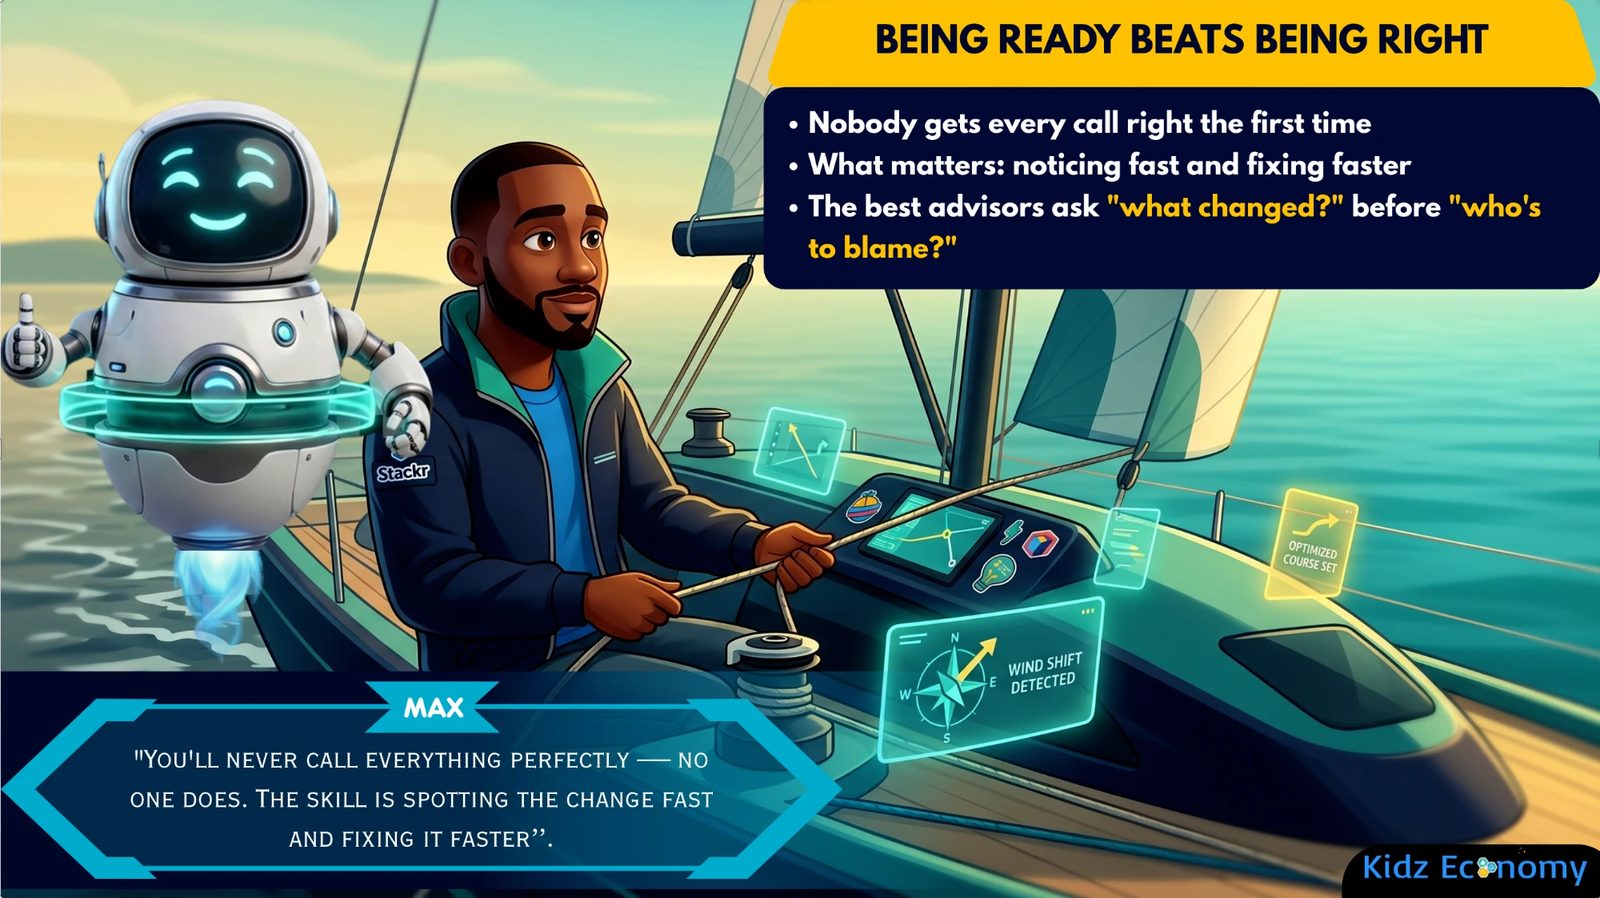 BEING READY BEATS BEING RIGHT
• Nobody gets every call right the first time
• What matters: noticing fast and fixing faster
• The best advisors ask "what changed?" before "who's
to blame?"
Stackr
OPTIMIZED
COURSE SET
N
W
E
S
WIND SHIFT
DETECTED
MAX
"You'll never call everything perfectly — no
one does. The skill is spotting the change fast
and fixing it faster’’.
Kidz Economy